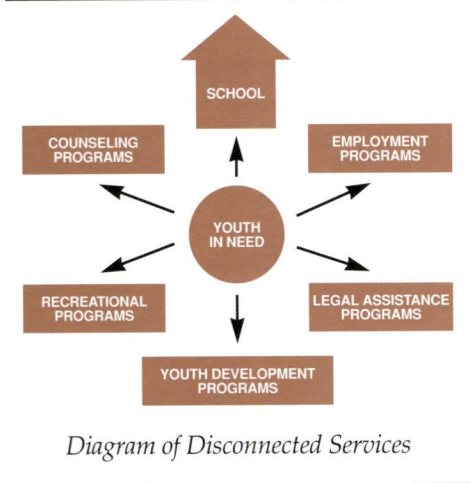 SCHOOL
COUNSELING
PROGRAMS
EMPLOYMENT
PROGRAMS
YOUTH
IN NEED
RECREATIONAL
PROGRAMS
LEGAL ASSISTANCE
PROGRAMS
YOUTH DEVELOPMENT
PROGRAMS
Diagram of Disconnected Services